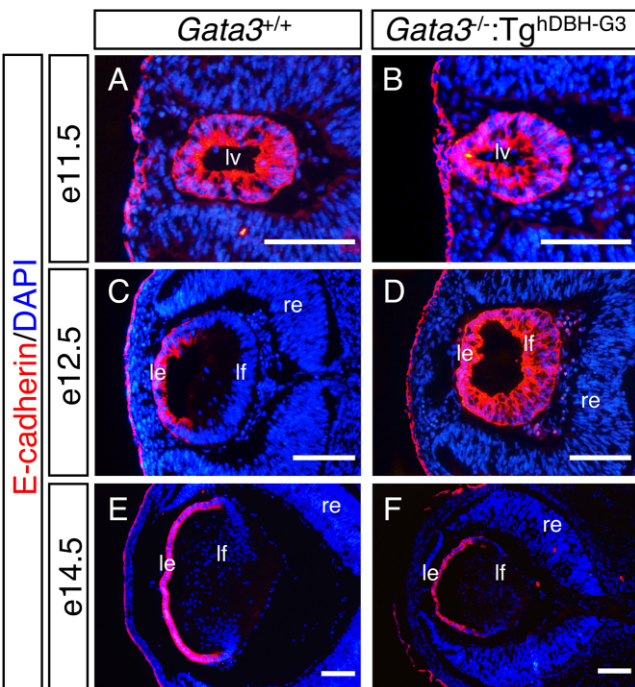 Gata3+/+
Gata3-/-:TghDBH-G3
E-cadherin/DAPI
e11.5
A
lv
B
lv
e12.5
C
le
lf
re
D
le
lf
re
e14.5
E
le
lf
re
F
le
lf
re